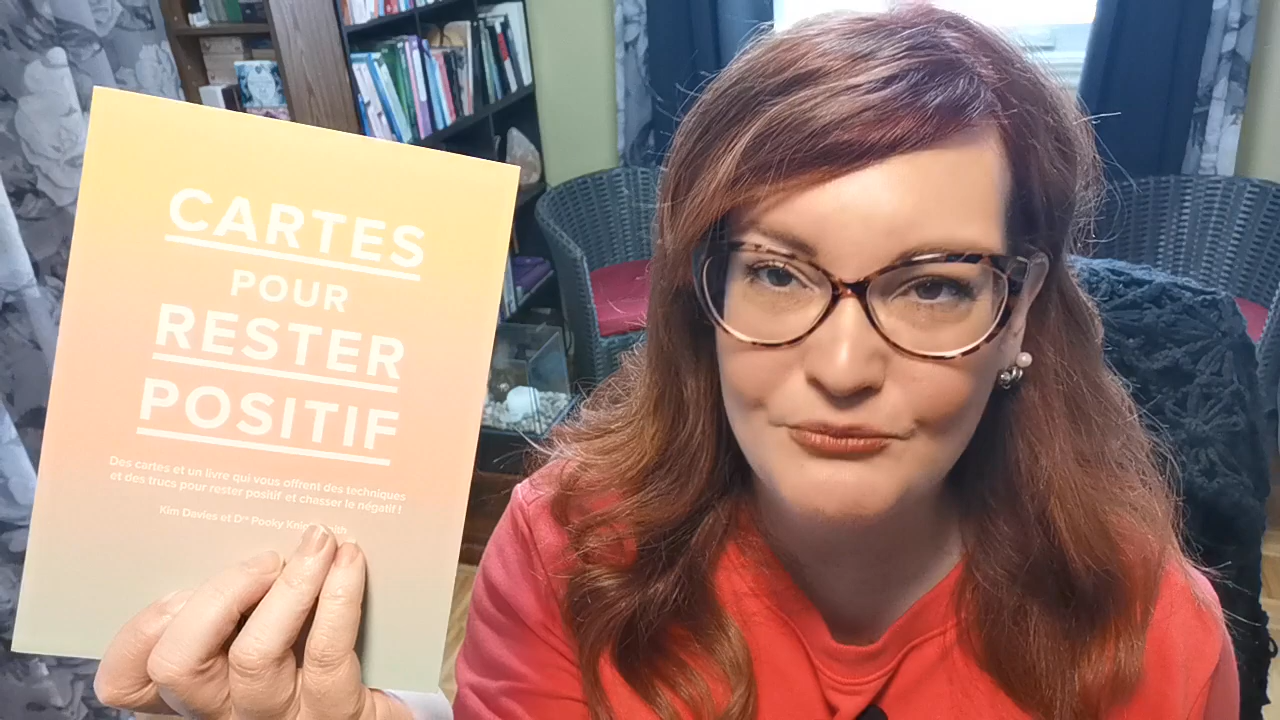 CARTES
POUR
RESTER
POSITIF
Des cartes et un livre qui vous offrent des techniques
et des trucs pour rester positif et chasser le négatif !
Kim Davies et Dre Pooky